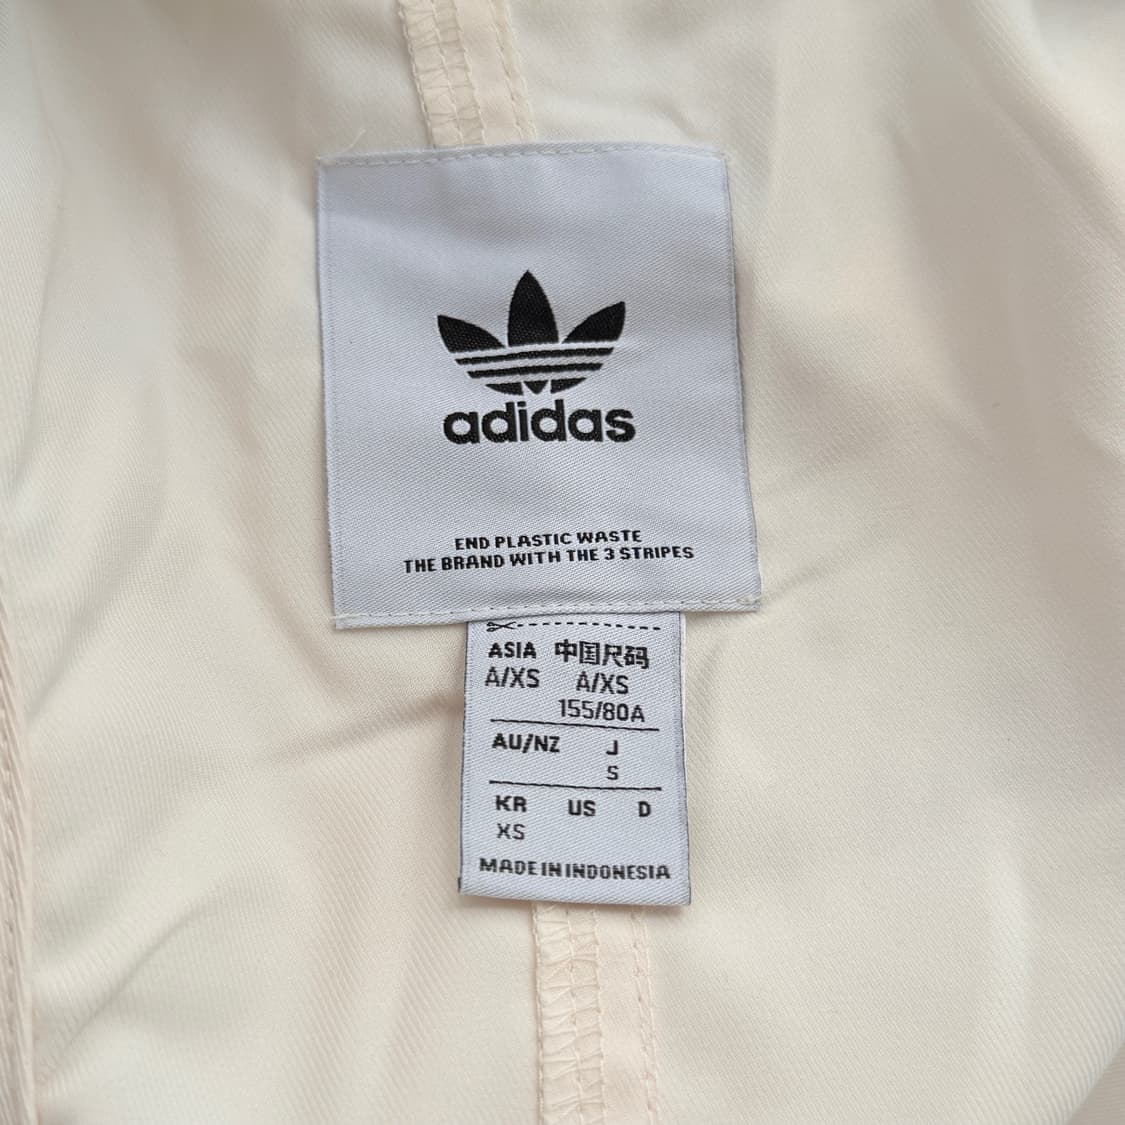 adidas
END PLASTIC WASTE
THE BRAND WITH THE 3 STRIPES
ASIA 中国尺码
A/XS A/XS
155/80A
AU/NZ J
S
KR US D
XS
MADE IN INDONESIA